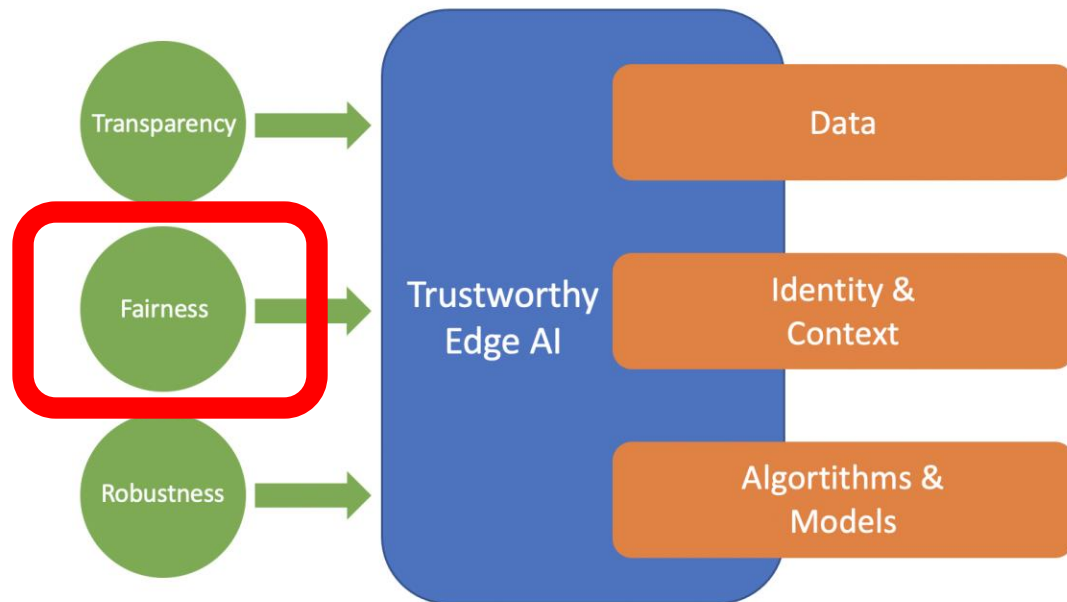 Transparency
Data
Fairness
Trustworthy
Edge AI
Identity &
Context
Robustness
Algortithms &
Models